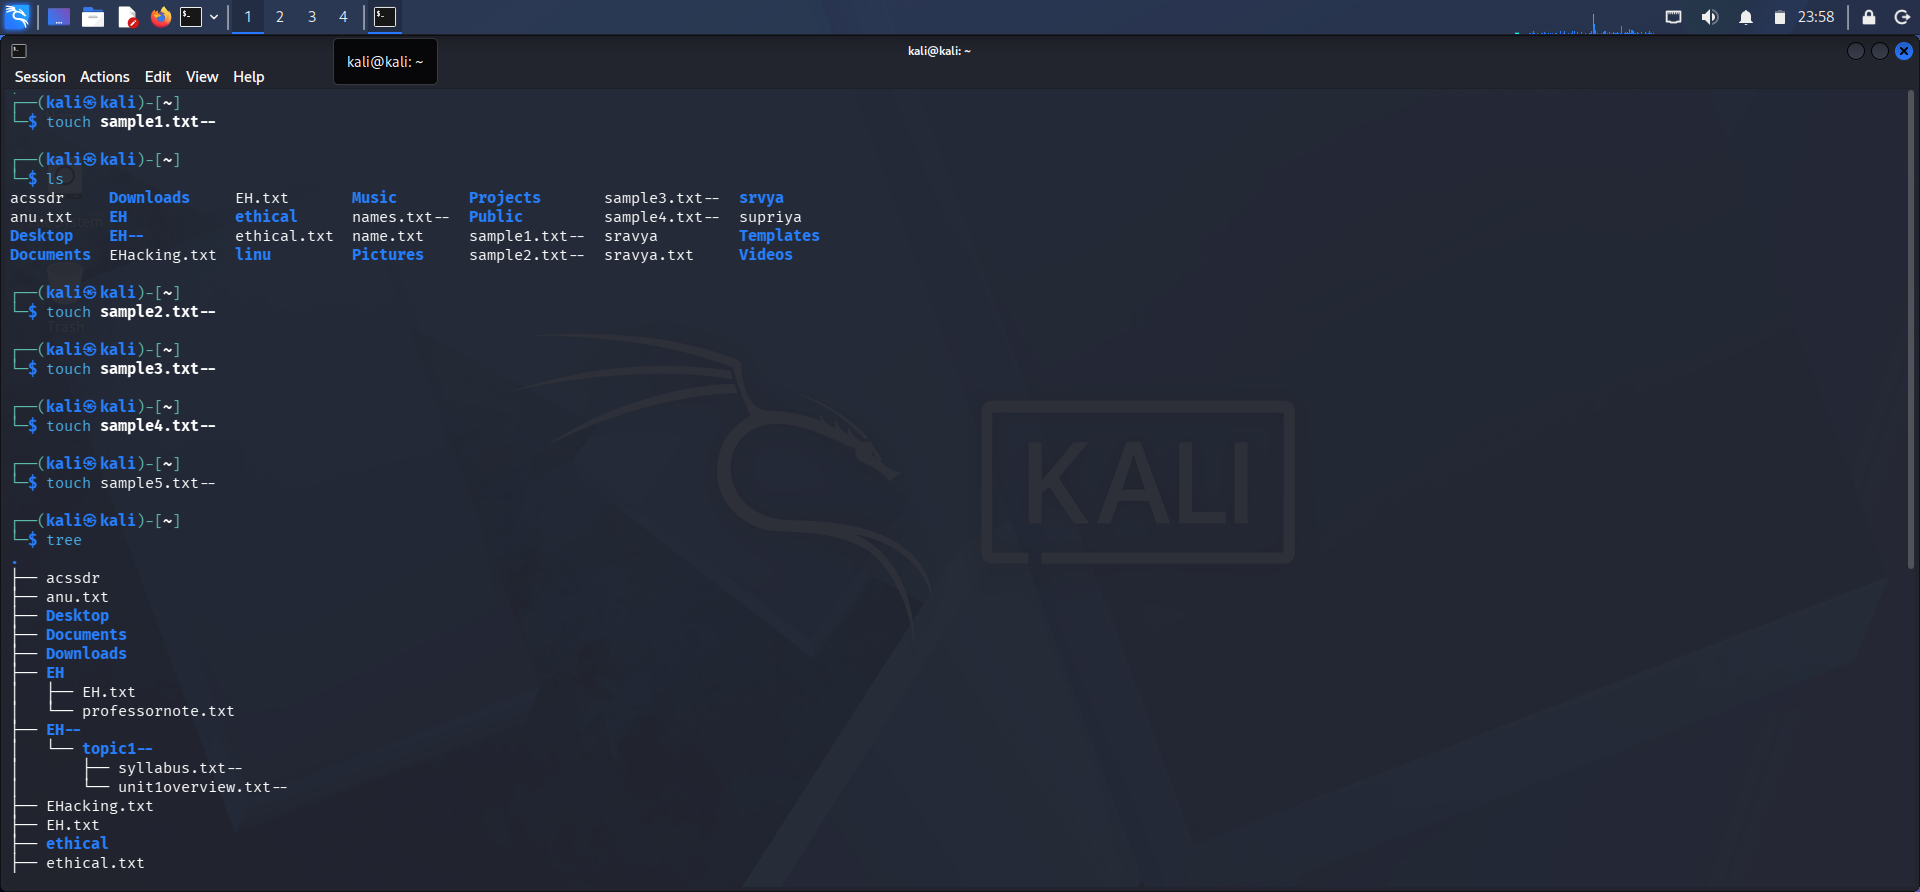 1 2 3 4 23:58
kali@kali: ~
kali@kali: ~
Session Actions Edit View Help
┌──(kali㉿kali)-[~]
└─$ touch sample1.txt--
┌──(kali㉿kali)-[~]
└─$ ls
acssdr Downloads EH.txt Music Projects sample3.txt-- srvya
anu.txt EH ethical names.txt-- Public sample4.txt-- supriya
Desktop EH-- ethical.txt name.txt sample1.txt-- sravya Templates
Documents EHacking.txt linu Pictures sample2.txt-- sravya.txt Videos
┌──(kali㉿kali)-[~]
└─$ touch sample2.txt--
Trash
┌──(kali㉿kali)-[~]
└─$ touch sample3.txt--
┌──(kali㉿kali)-[~]
└─$ touch sample4.txt--
┌──(kali㉿kali)-[~]
└─$ touch sample5.txt--
┌──(kali㉿kali)-[~]
└─$ tree
.
├── acssdr
├── anu.txt
├── Desktop
├── Documents
├── Downloads
├── EH
│   ├── EH.txt
│   └── professornote.txt
├── EH--
│   └── topic1--
│       ├── syllabus.txt--
│       └── unit1overview.txt--
├── EHacking.txt
├── EH.txt
├── ethical
├── ethical.txt
KALI